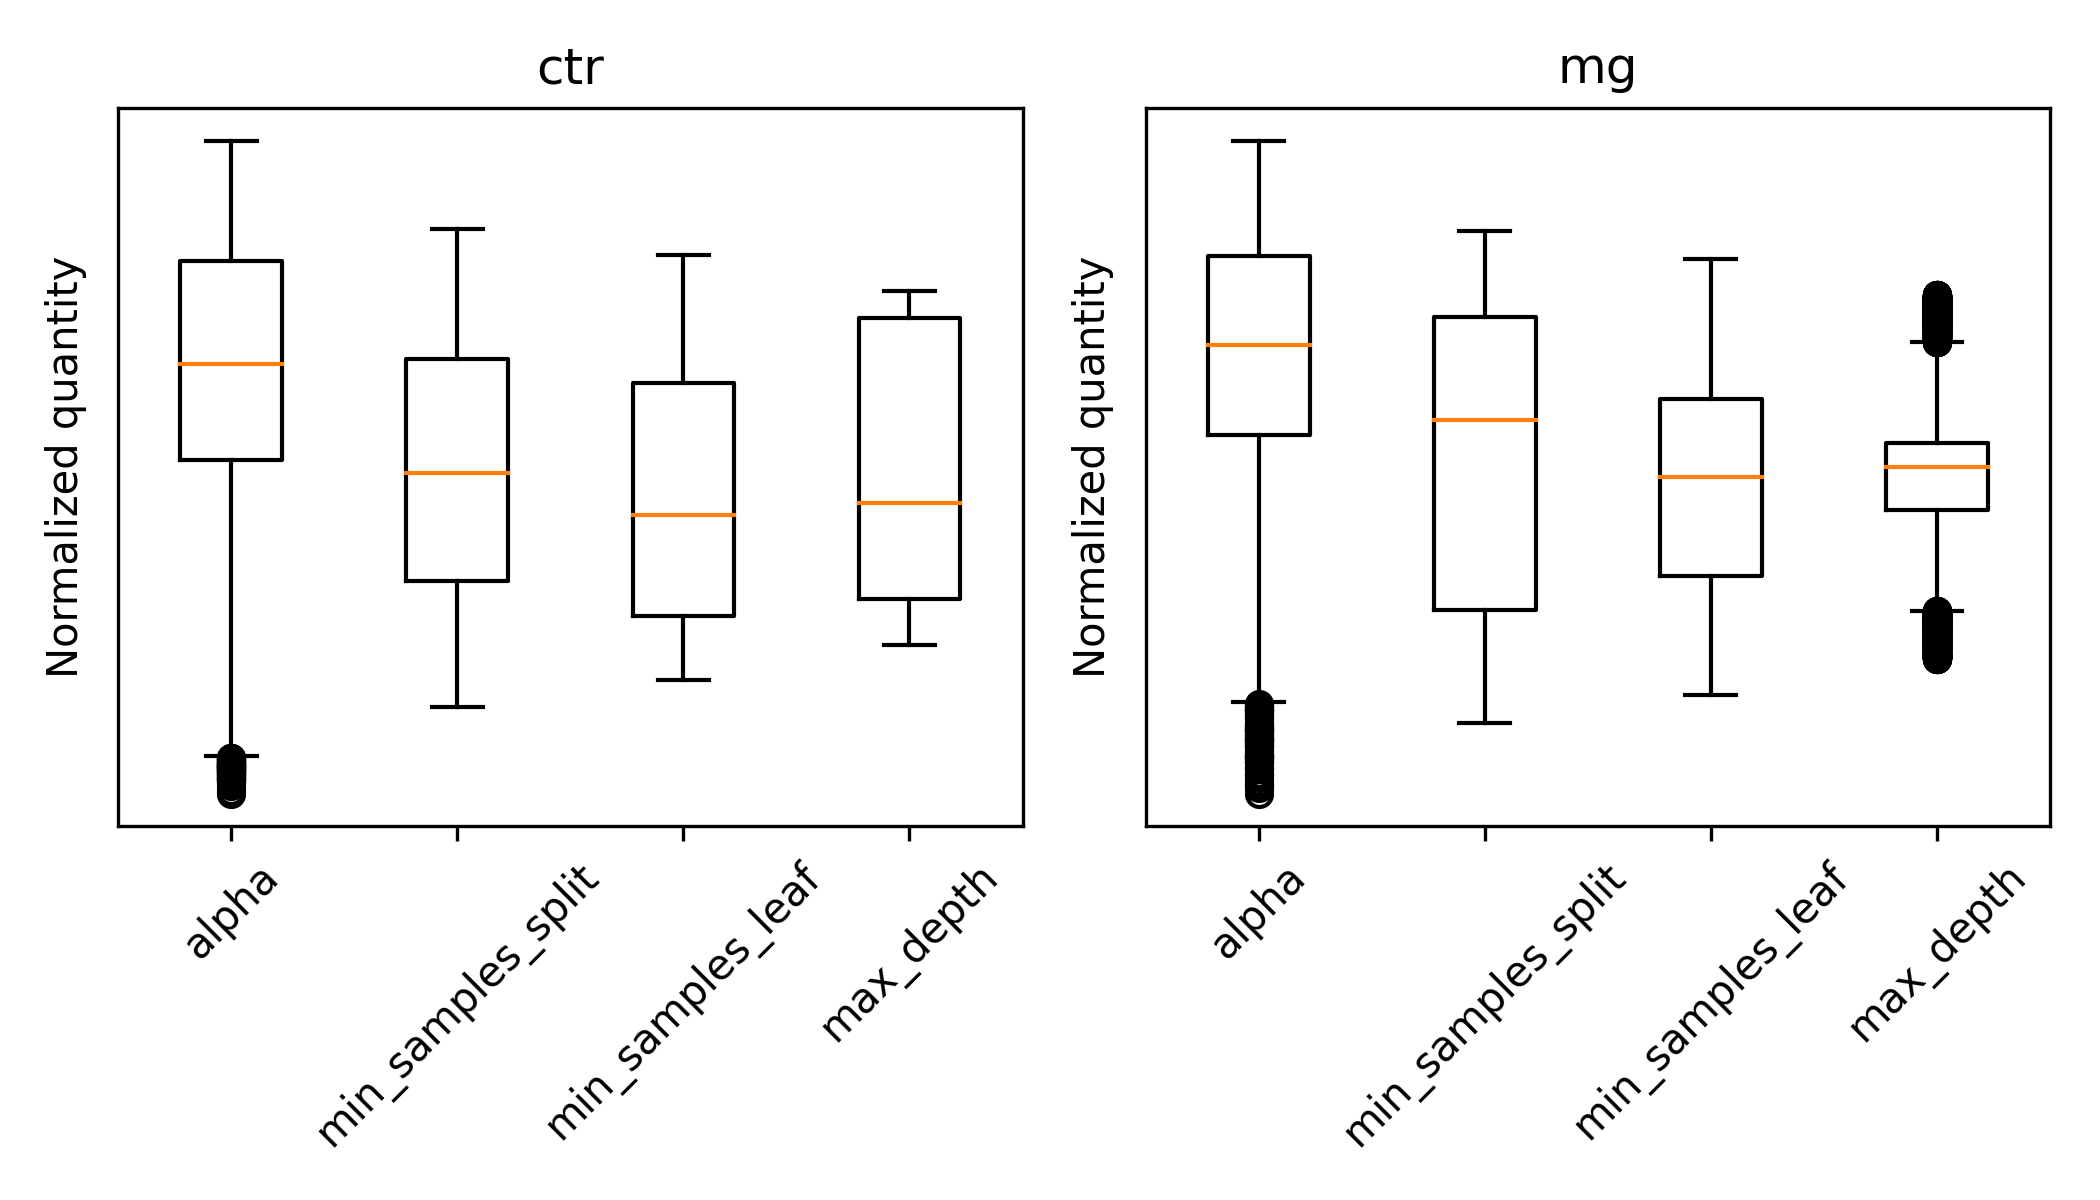 ctr
Normalized quantity
alpha
min_samples_split
min_samples_leaf
max_depth
mg
Normalized quantity
alpha
min_samples_split
min_samples_leaf
max_depth